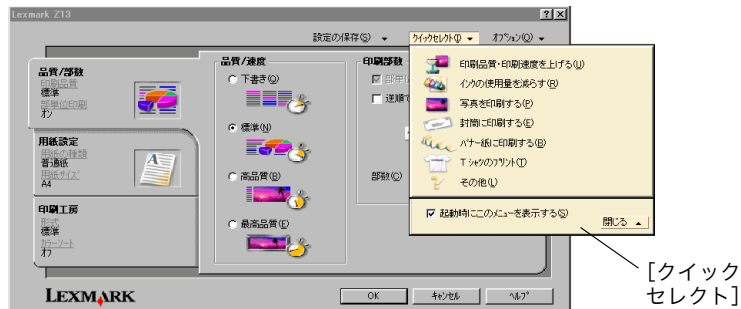 Lexmark Z13
設定の保存(S)
クイックセレクト(I)
オプション(O)
品質/部数
印刷品質
標準
部単位印刷
オン
用紙設定
用紙の種類
普通紙
用紙サイズ
A4
印刷工房
形式
標準
カラーソート
オフ
品質/速度
下書き(Q)
標準(N)
高品質(B)
最高品質(E)
印刷部数
部単位
逆順で
部数(C)
印刷品質・印刷速度を上げる(U)
インクの使用量を減らす(R)
写真を印刷する(P)
封筒に印刷する(E)
バナー紙に印刷する(B)
Tシャツのプリント(T)
その他(L)
起動時にこのメニューを表示する(S)
閉じる
[クイック
セレクト]
LEXMARK
OK
キャンセル
ヘルプ